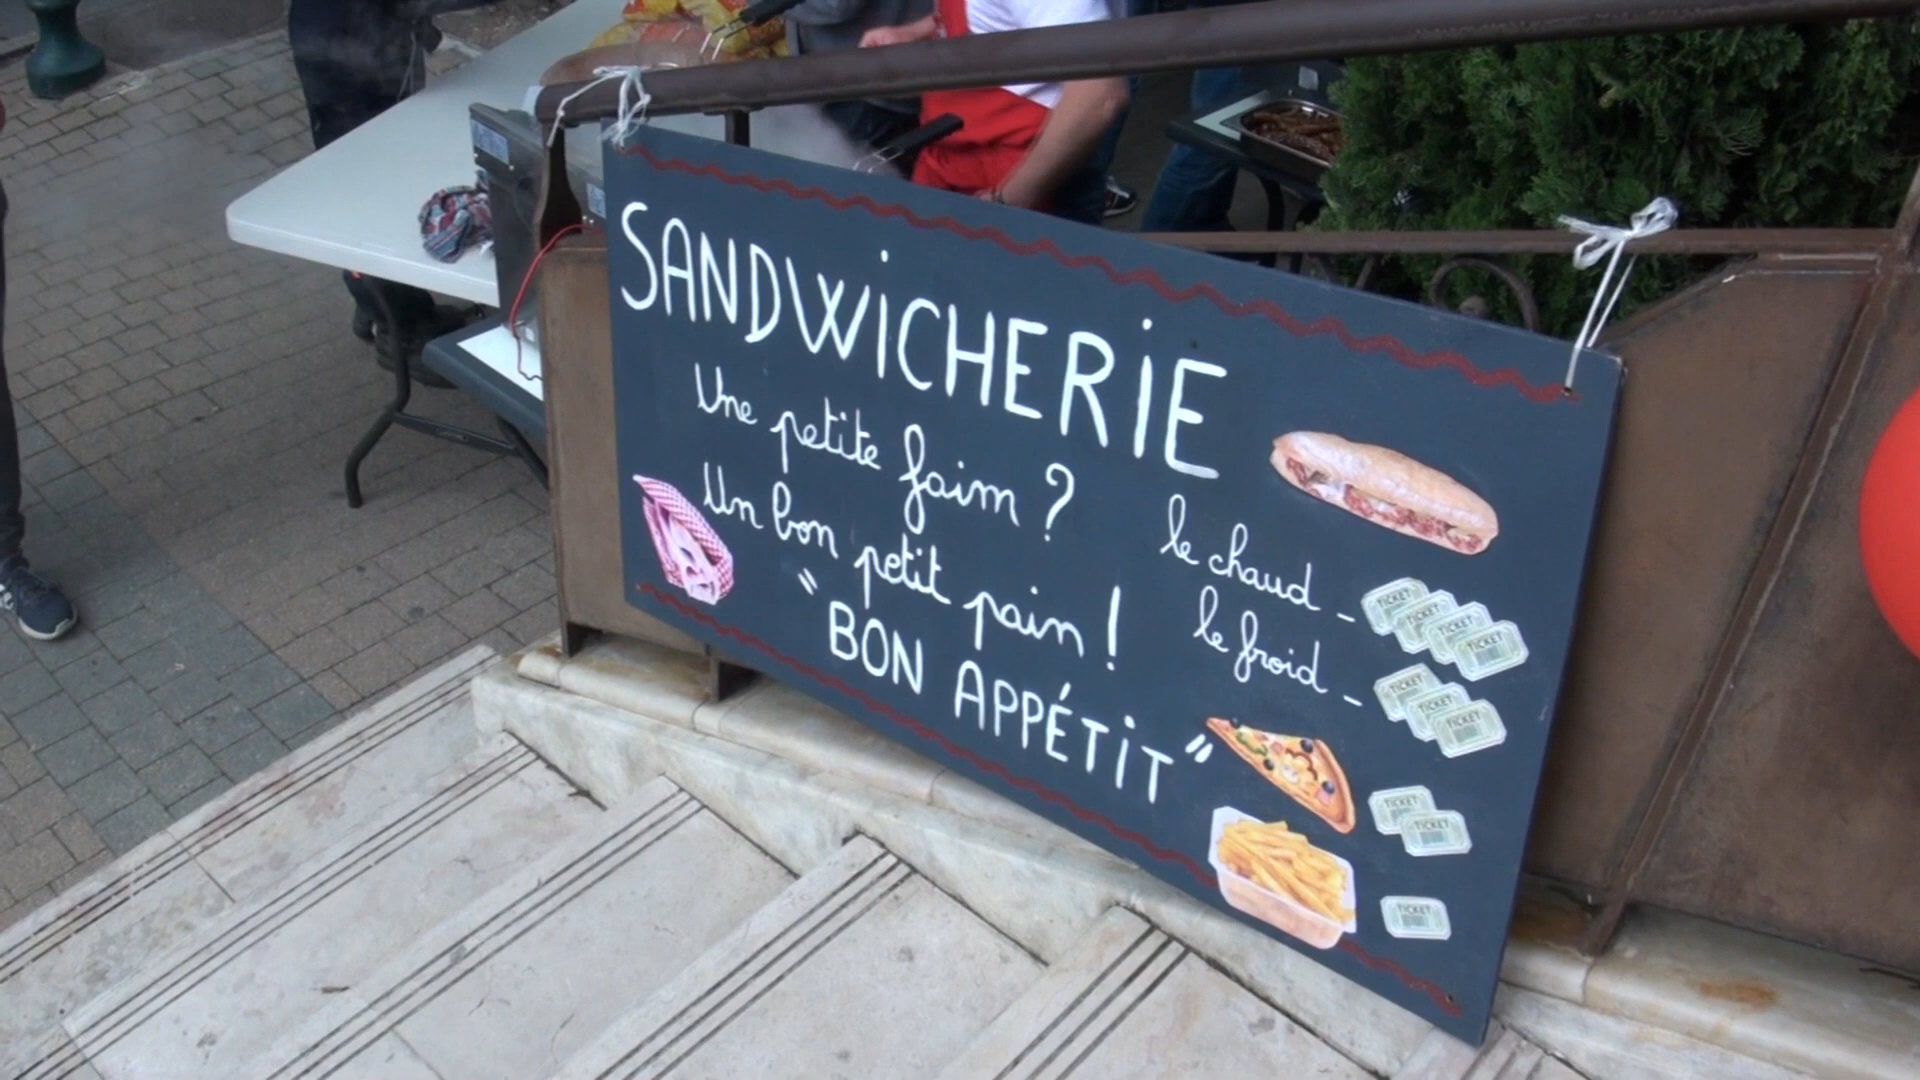 SANDWiCHERiE
Une petite faim ?
Un bon petit pain !
"BON APPÉTiT"
le chaud -
TICKET
TICKET
TICKET
TICKET
le froid -
TICKET
TICKET
TICKET
TICKET
TICKET
TICKET